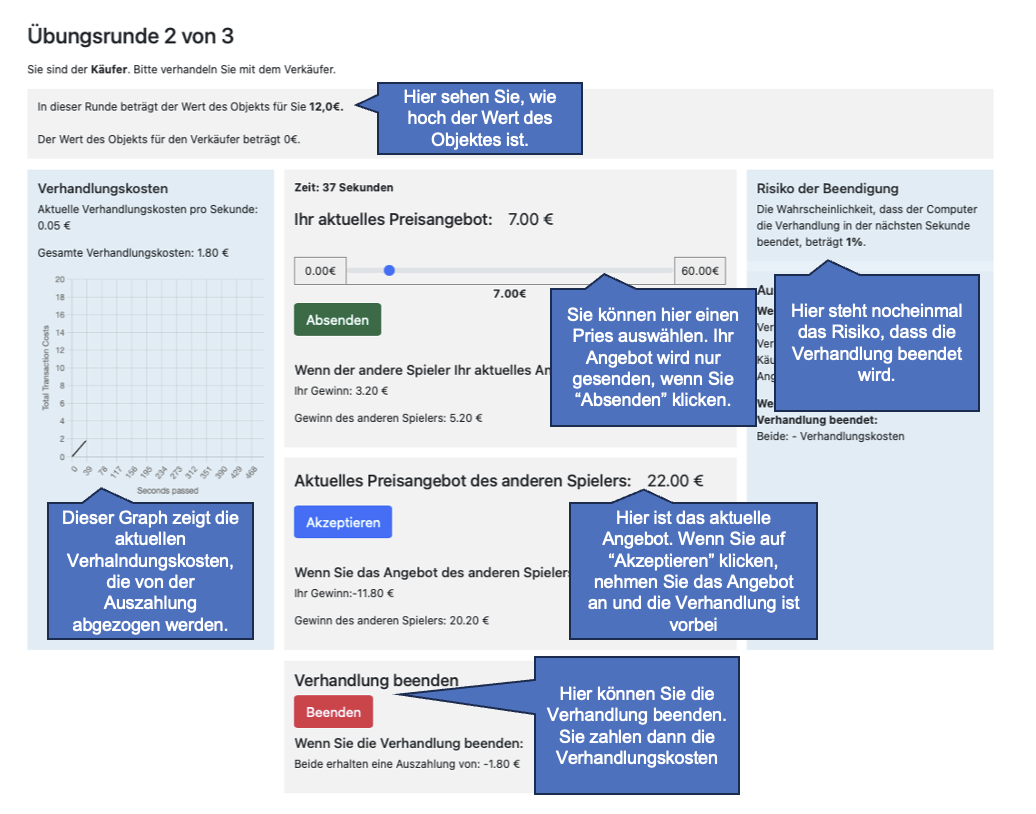 Übungsrunde 2 von 3
Sie sind der Käufer. Bitte verhandeln Sie mit dem Verkäufer.
In dieser Runde beträgt der Wert des Objekts für Sie 12,0€.
Der Wert des Objekts für den Verkäufer beträgt 0€.
Hier sehen Sie, wie
hoch der Wert des
Objektes ist.
Verhandlungskosten
Aktuelle Verhandlungskosten pro Sekunde:
0.05 €
Gesamte Verhandlungskosten: 1.80 €
Total Transaction Costs
20
18
16
14
12
10
8
6
4
2
0
0
39
78
117
156
195
234
273
312
351
390
429
468
Seconds passed
Dieser Graph zeigt die
aktuellen
Verhalndungskosten,
die von der
Auszahlung
abgezogen werden.
Zeit: 37 Sekunden
Ihr aktuelles Preisangebot: 7.00 €
0.00€
60.00€
7.00€
Absenden
Sie können hier einen
Pries auswählen. Ihr
Angebot wird nur
gesenden, wenn Sie
“Absenden” klicken.
Wenn der andere Spieler Ihr aktuelles An
Ihr Gewinn: 3.20 €
Gewinn des anderen Spielers: 5.20 €
Aktuelles Preisangebot des anderen Spielers: 22.00 €
Akzeptieren
Hier ist das aktuelle
Angebot. Wenn Sie auf
“Akzeptieren” klicken,
nehmen Sie das Angebot
an und die Verhandlung ist
vorbei
Wenn Sie das Angebot des anderen Spielers
Ihr Gewinn:-11.80 €
Gewinn des anderen Spielers: 20.20 €
Verhandlung beenden
Beenden
Wenn Sie die Verhandlung beenden:
Beide erhalten eine Auszahlung von: -1.80 €
Hier können Sie die
Verhandlung beenden.
Sie zahlen dann die
Verhandlungskosten
Risiko der Beendigung
Die Wahrscheinlichkeit, dass der Computer
die Verhandlung in der nächsten Sekunde
beendet, beträgt 1%.
Hier steht nocheinmal
das Risiko, dass die
Verhandlung beendet
wird.
Au
We
Ver
Ver
Käu
Ang
We
Verhandlung beendet:
Beide: - Verhandlungskosten